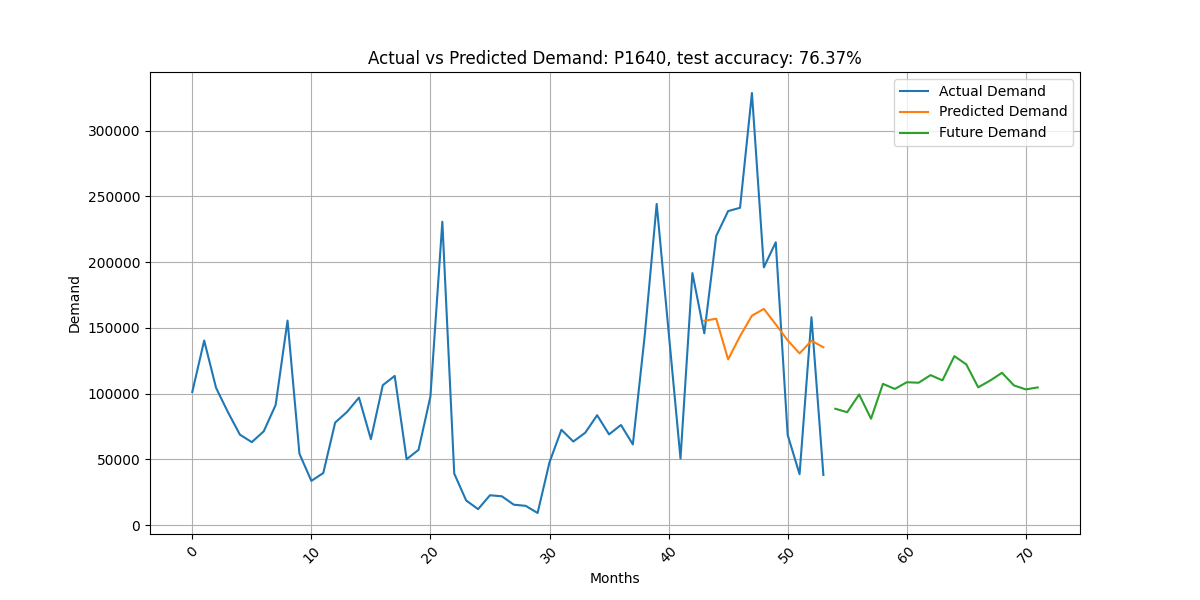 Actual vs Predicted Demand: P1640, test accuracy: 76.37%
Actual Demand
Predicted Demand
Future Demand
Demand
300000
250000
200000
150000
100000
50000
0
0
10
20
30
40
50
60
70
Months